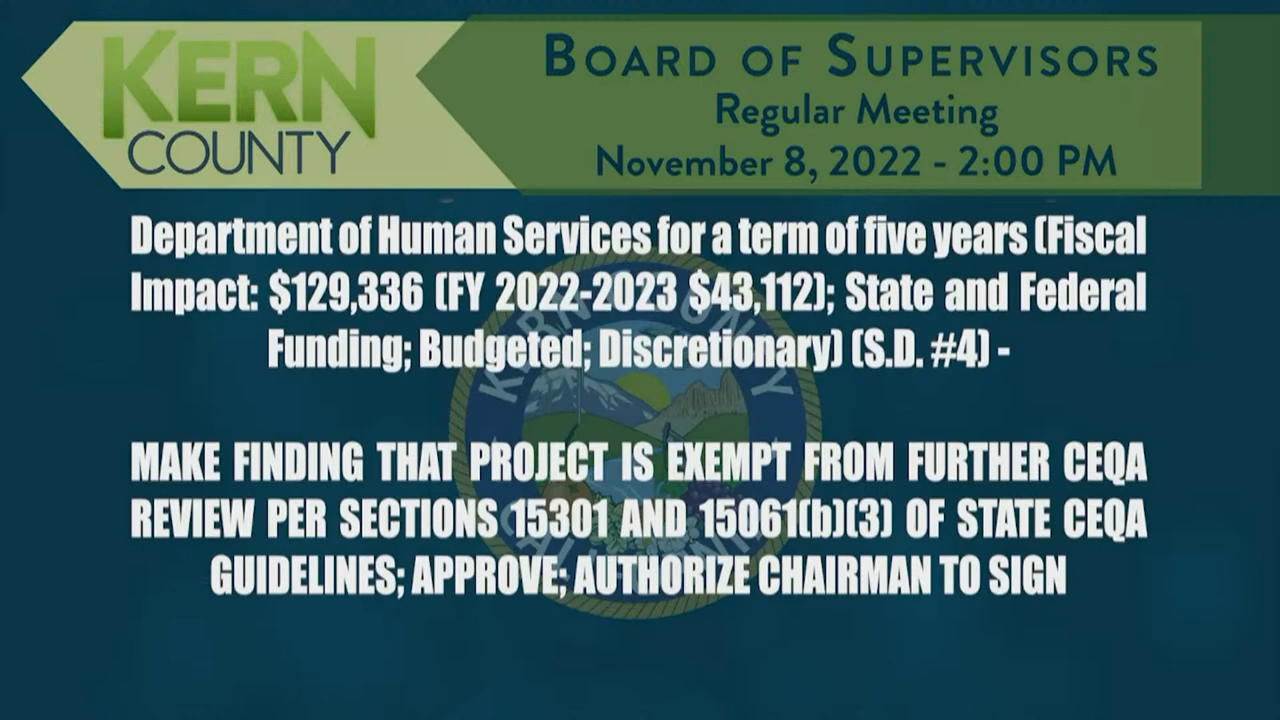 KERN
COUNTY
BOARD OF SUPERVISORS
Regular Meeting
November 8, 2022 - 2:00 PM
Department of Human Services for a term of five years (Fiscal
Impact: $129,336 (FY 2022-2023 $43,112); State and Federal
Funding; Budgeted; Discretionary) (S.D. #4) -
MAKE FINDING THAT PROJECT IS EXEMPT FROM FURTHER CEQA
REVIEW PER SECTIONS 15301 AND 15061(b)(3) OF STATE CEQA
GUIDELINES; APPROVE; AUTHORIZE CHAIRMAN TO SIGN
KERN COUNTY